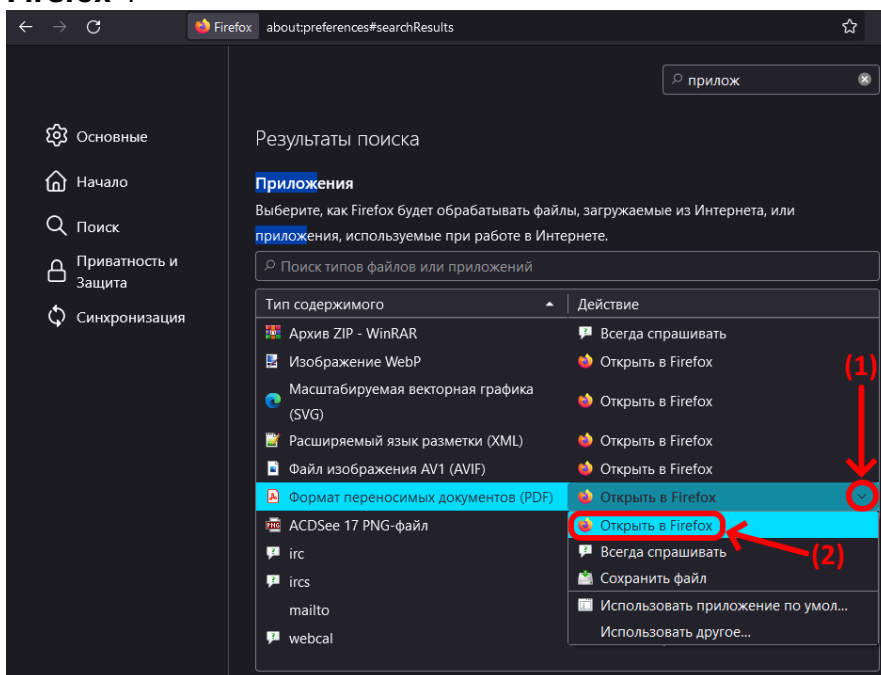 Firefox about:preferences#searchResults
прилож
Основные
Начало
Поиск
Приватность и
Защита
Синхронизация
Результаты поиска
Приложения
Выберите, как Firefox будет обрабатывать файлы, загружаемые из Интернета, или
приложения, используемые при работе в Интернете.
Поиск типов файлов или приложений
Тип содержимого Действие
Архив ZIP - WinRAR Всегда спрашивать
Изображение WebP Открыть в Firefox
(1)
Масштабируемая векторная графика
(SVG) Открыть в Firefox
Расширяемый язык разметки (XML) Открыть в Firefox
Файл изображения AV1 (AVIF) Открыть в Firefox
Формат переносимых документов (PDF) Открыть в Firefox
ACDSee 17 PNG-файл Открыть в Firefox
irc Всегда спрашивать
(2)
ircs Сохранить файл
mailto Использовать приложение по умол...
webcal Использовать другое...